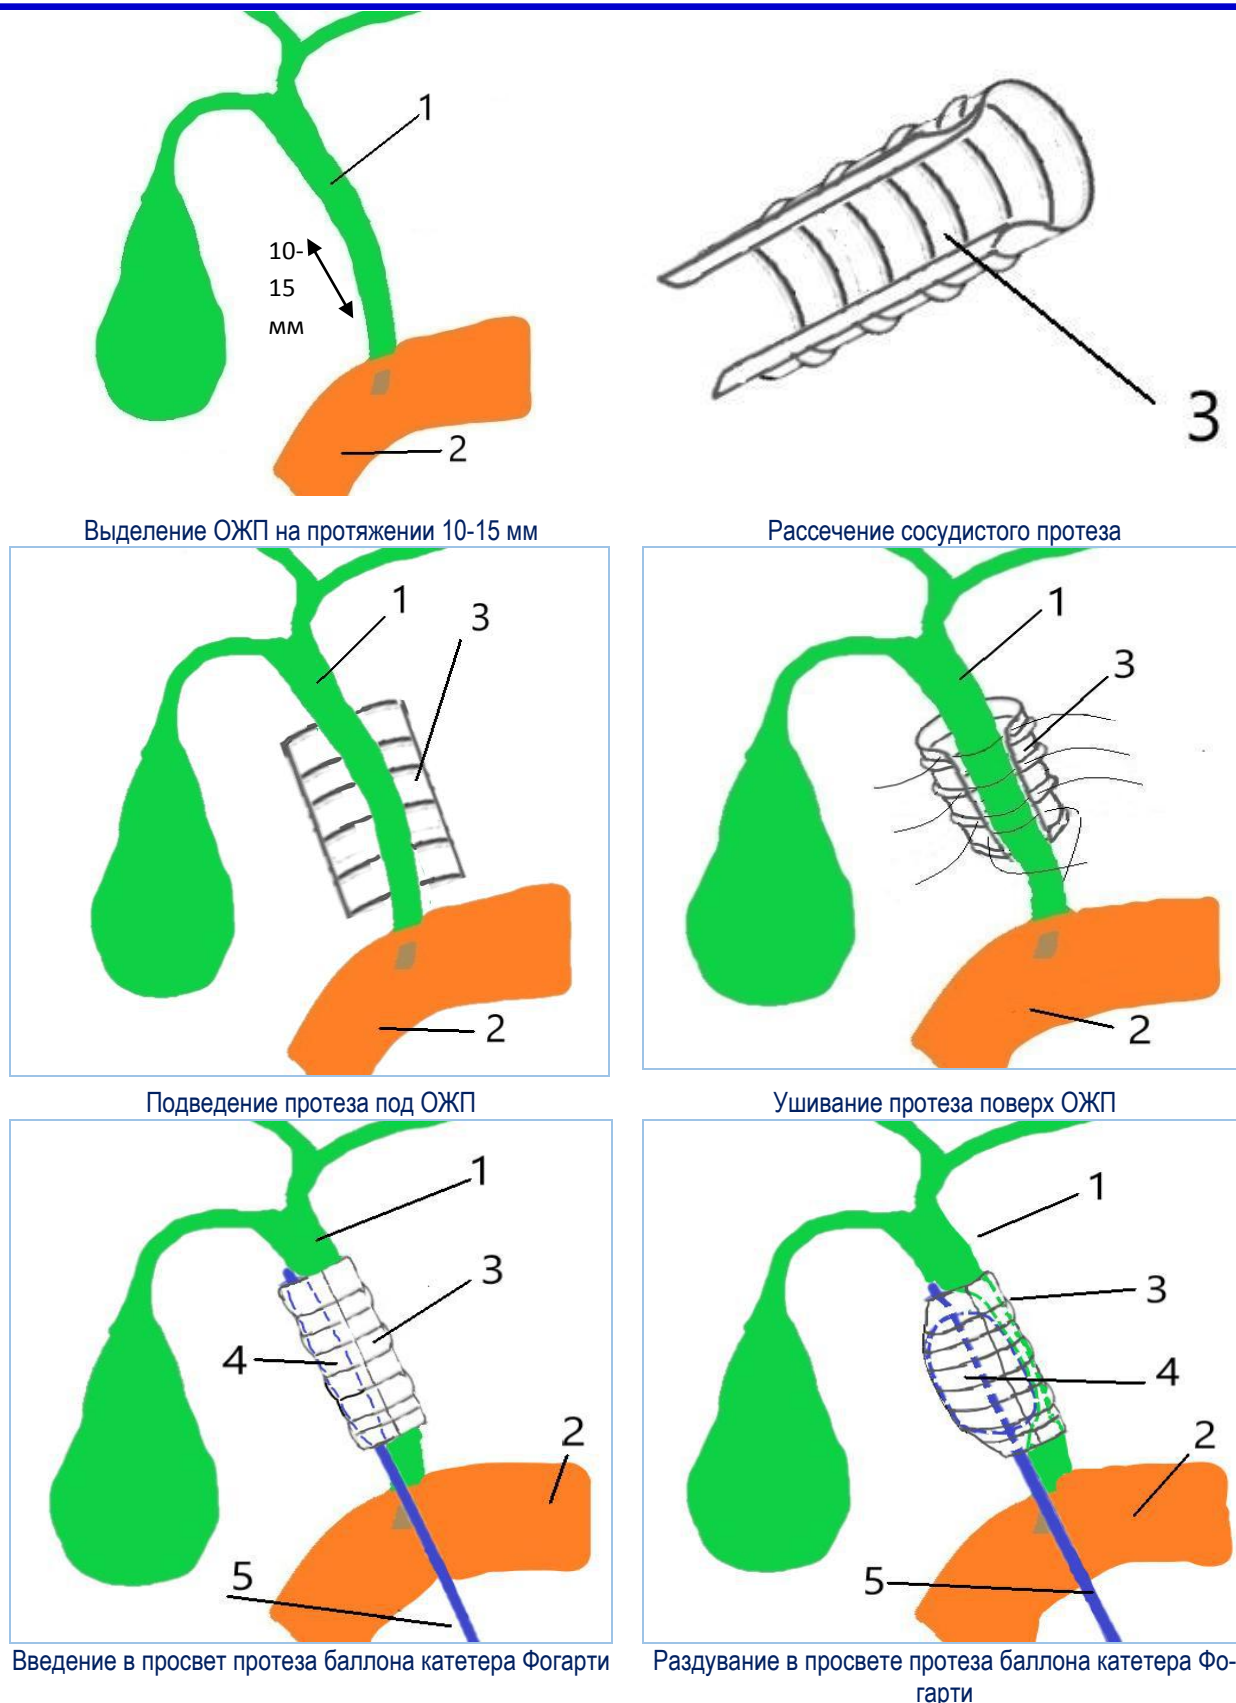 1
10-
15
мм
2
3
Выделение ОЖП на протяжении 10-15 мм
Рассечение сосудистого протеза
1
3
2
1
3
2
Подведение протеза под ОЖП
Ушивание протеза поверх ОЖП
1
3
4
2
5
1
3
4
2
5
Введение в просвет протеза баллона катетера Фогарти
Раздувание в просвете протеза баллона катетера Фо-
гарти